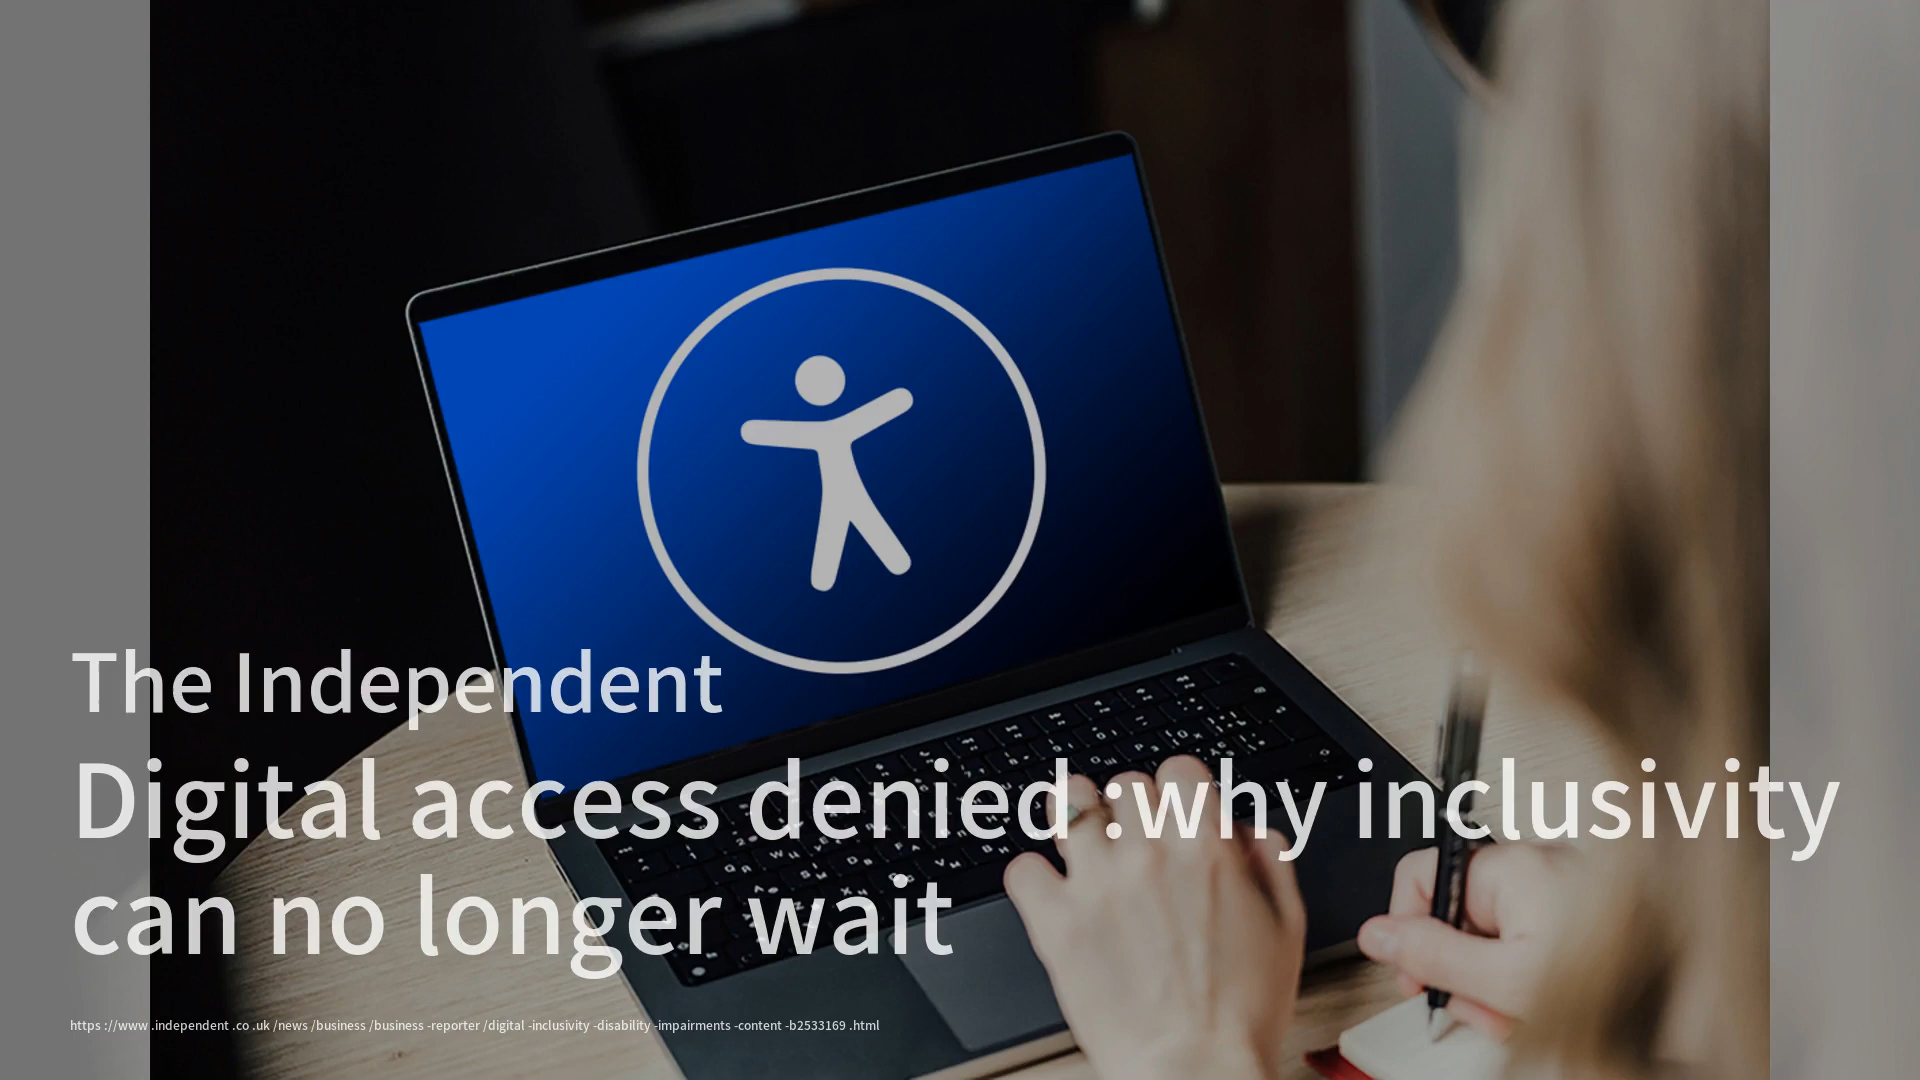 The Independent
Digital access denied :why inclusivity
can no longer wait
https ://www .independent .co .uk /news /business /business -reporter /digital -inclusivity -disability -impairments -content -b2533169 .html